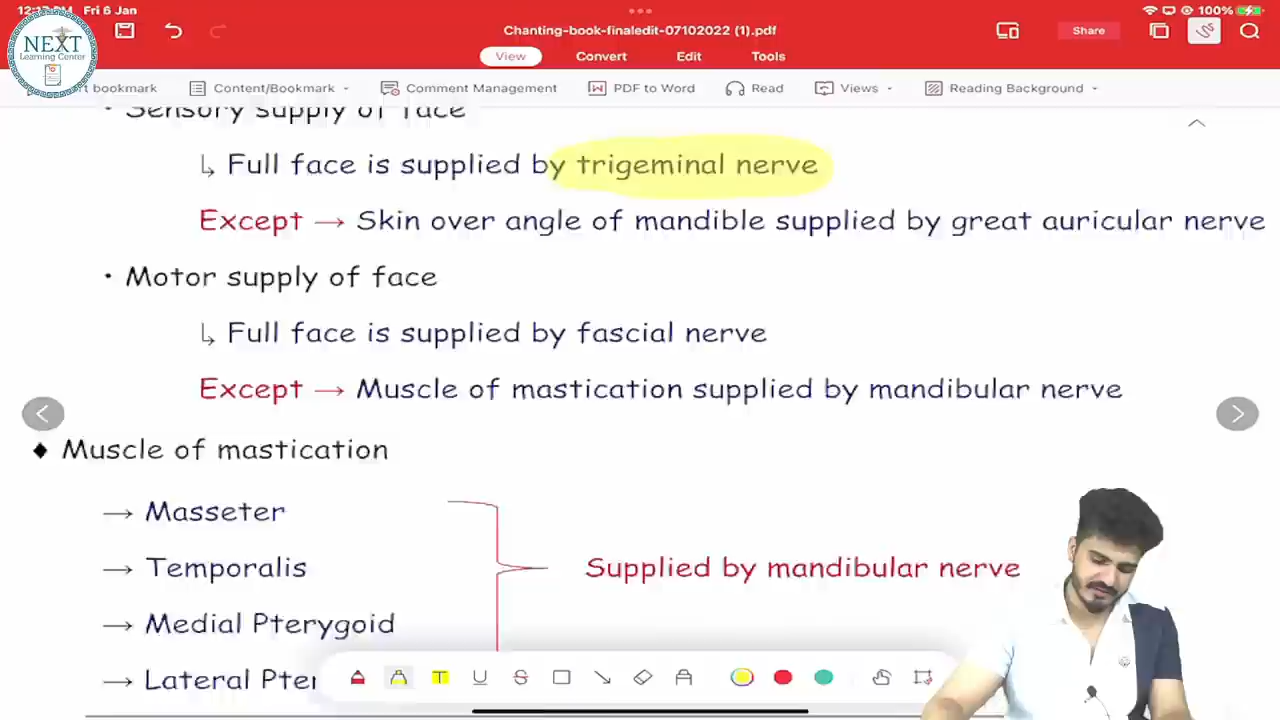 12:13 PM Fri 6 Jan
100%
NEXT
Learning Center
Chanting-book-finaledit-07102022 (1).pdf
Share
View
Convert
Edit
Tools
bookmark
Content/Bookmark
Comment Management
PDF to Word
Read
Views
Reading Background
• Sensory supply of face
↳ Full face is supplied by trigeminal nerve
Except → Skin over angle of mandible supplied by great auricular nerve
• Motor supply of face
↳ Full face is supplied by fascial nerve
Except → Muscle of mastication supplied by mandibular nerve
◆ Muscle of mastication
→ Masseter
→ Temporalis
Supplied by mandibular nerve
→ Medial Pterygoid
→ Lateral Pter